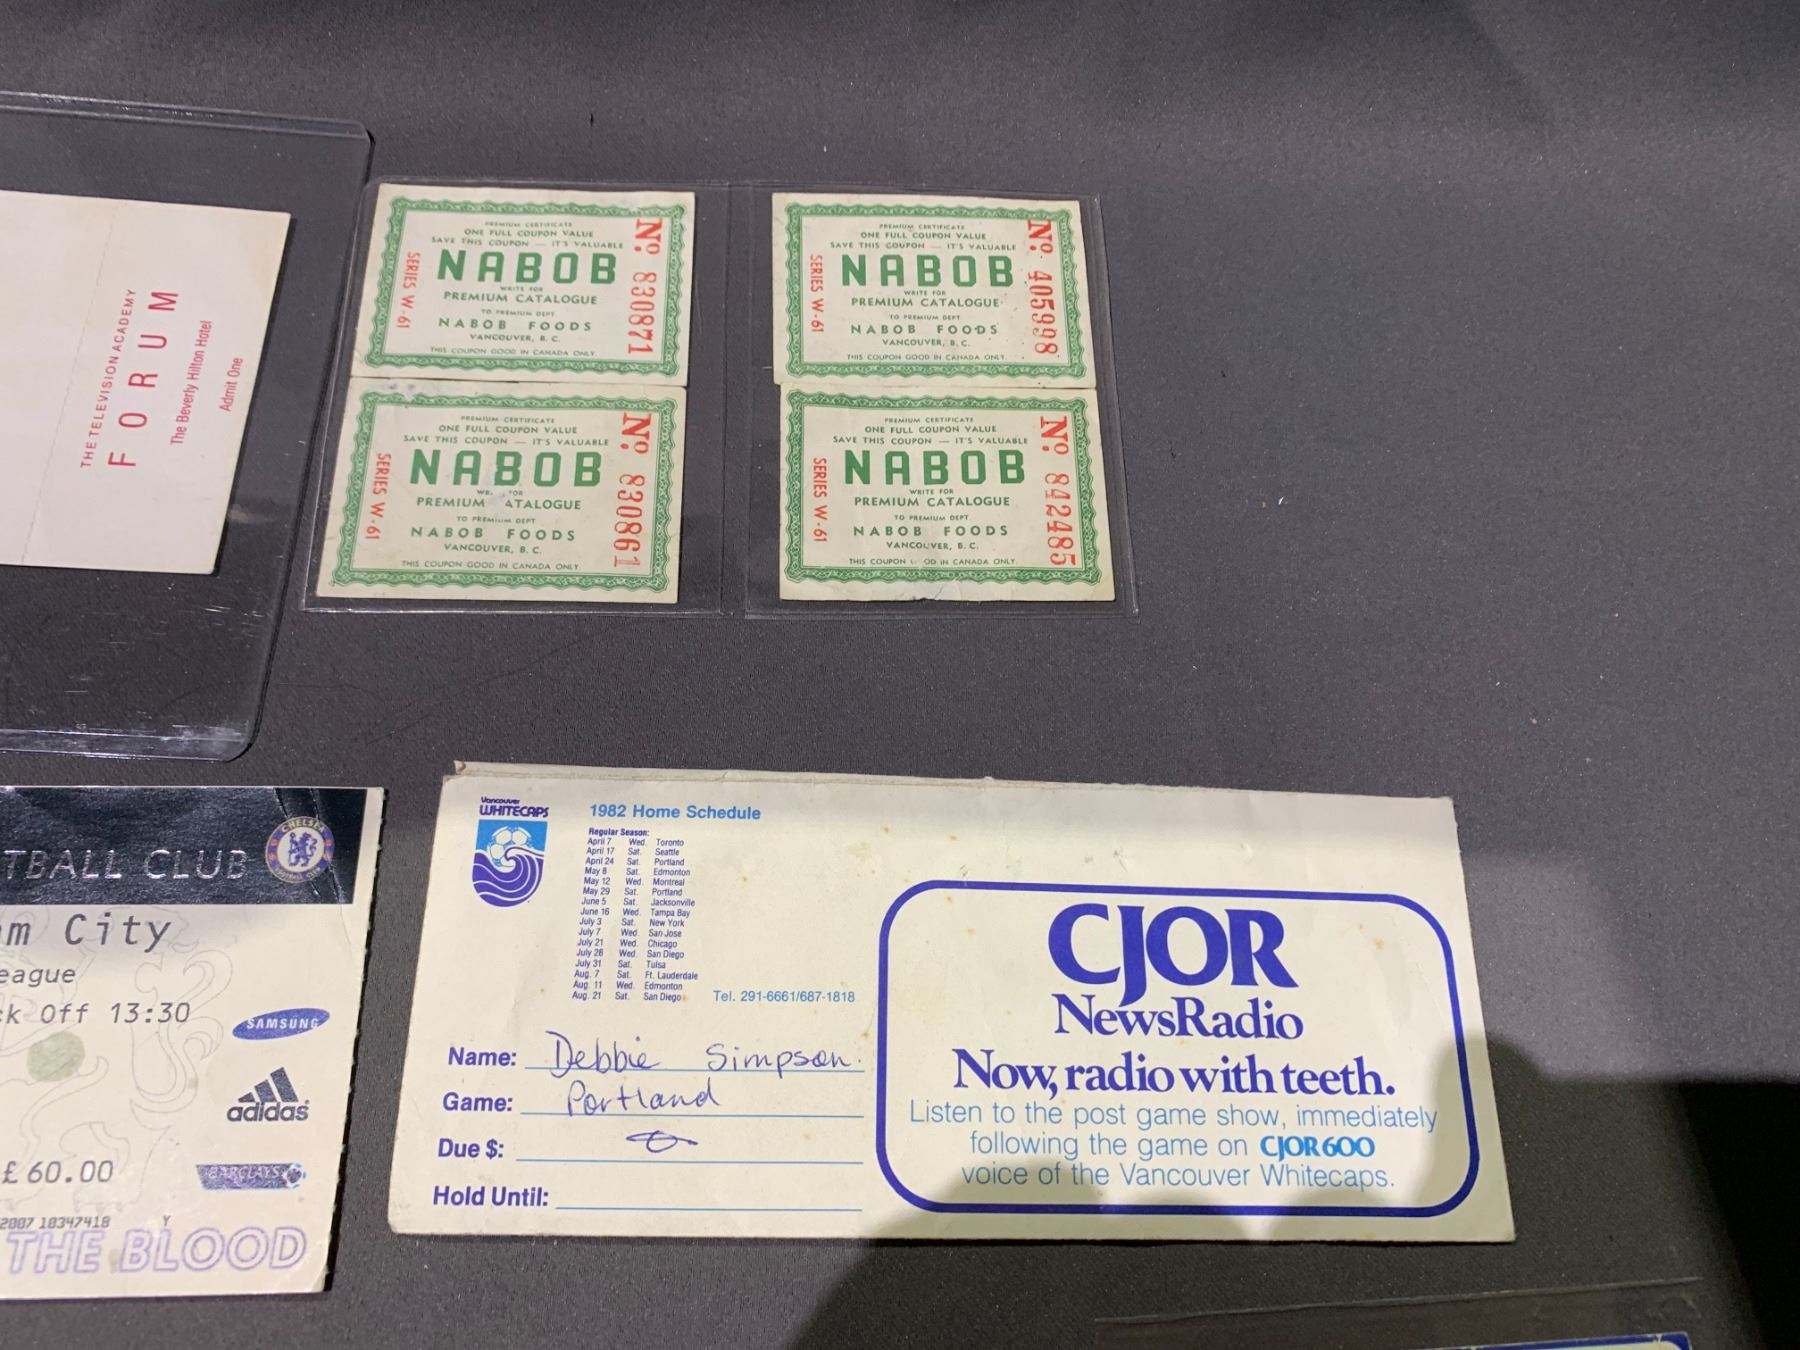 THE TELEVISION ACADEMY
FORUM
The Beverly Hilton Hotel
Admit One
PREMIUM CERTIFICATE
ONE FULL COUPON VALUE
SAVE THIS COUPON — IT'S VALUABLE
NABOB
WRITE FOR
PREMIUM CATALOGUE
TO PREMIUM DEPT.
NABOB FOODS
VANCOUVER, B. C.
THIS COUPON GOOD IN CANADA ONLY
SERIES W-61
No. 830871
PREMIUM CERTIFICATE
ONE FULL COUPON VALUE
SAVE THIS COUPON — IT'S VALUABLE
NABOB
WRITE FOR
PREMIUM CATALOGUE
TO PREMIUM DEPT.
NABOB FOODS
VANCOUVER, B. C.
THIS COUPON GOOD IN CANADA ONLY.
SERIES W-61
No. 405998
PREMIUM CERTIFICATE
ONE FULL COUPON VALUE
SAVE THIS COUPON — IT'S VALUABLE
NABOB
PREMIUM ATALOGUE
TO PREMIUM DEPT.
NABOB FOODS
VANCOUVER, B. C.
THIS COUPON GOOD IN CANADA ONLY
SERIES W-61
No. 830861
PREMIUM CERTIFICATE
ONE FULL COUPON VALUE
SAVE THIS COUPON — IT'S VALUABLE
NABOB
WRITE FOR
PREMIUM CATALOGUE
TO PREMIUM DEPT.
NABOB FOODS
VANCOUVER, B. C.
THIS COUPON OD IN CANADA ONLY.
SERIES W-61
No. 842485
TBALL CLUB
CHELSEA
FOOTBALL CLUB
m City
eague
ck Off 13:30
SAMSUNG
adidas
£60.00
BARCLAYS
2007 10347418 Y
THE BLOOD
Vancouver
WHITECAPS
1982 Home Schedule
Regular Season:
April 7 Wed. Toronto
April 17 Sat. Seattle
April 24 Sat. Portland
May 8 Sat. Edmonton
May 12 Wed. Montreal
May 29 Sat. Portland
June 5 Sat. Jacksonville
June 16 Wed. Tampa Bay
July 3 Sat. New York
July 7 Wed. San Jose
July 21 Wed. Chicago
July 28 Wed. San Diego
July 31 Sat. Tulsa
Aug. 7 Sat. Ft. Lauderdale
Aug. 11 Wed. Edmonton
Aug. 21 Sat. San Diego
Tel. 291-6661/687-1818
Name: Debbie Simpson.
Game: Portland
Due $:
Hold Until:
CJOR
NewsRadio
Now, radio with teeth.
Listen to the post game show, immediately
following the game on CJOR600
voice of the Vancouver Whitecaps.